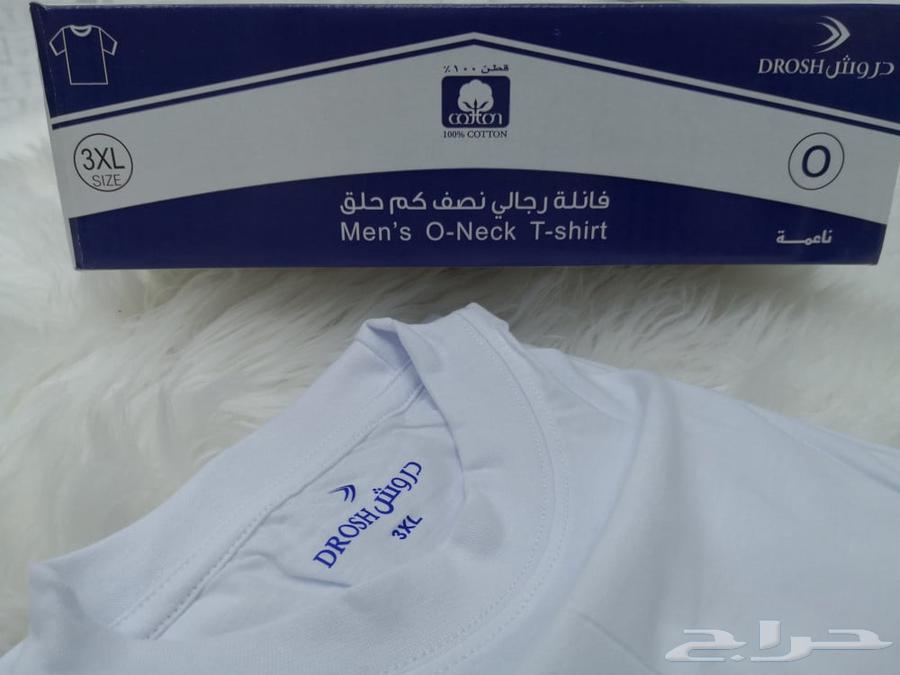 DROSH دروش
قطن ١٠٠٪
cotton
100% COTTON
3XL
SIZE
O
فانلة رجالي نصف كم حلق
Men's O-Neck T-shirt
ناعمة
DROSH دروش
3XL
حراج